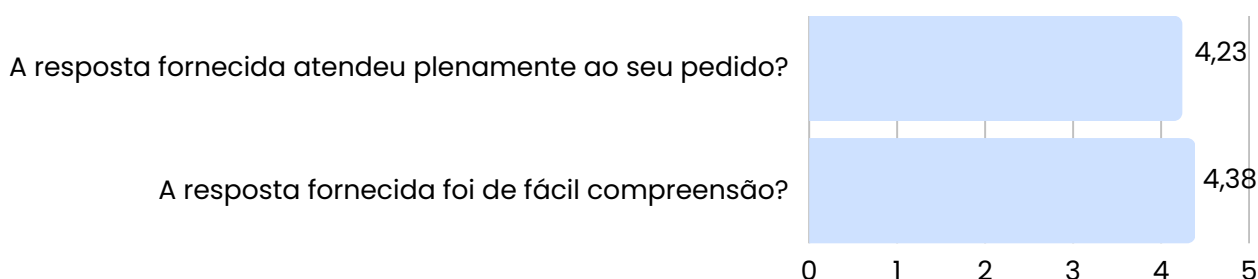 A resposta fornecida atendeu plenamente ao seu pedido?
4,23
A resposta fornecida foi de fácil compreensão?
4,38
0 1 2 3 4 5